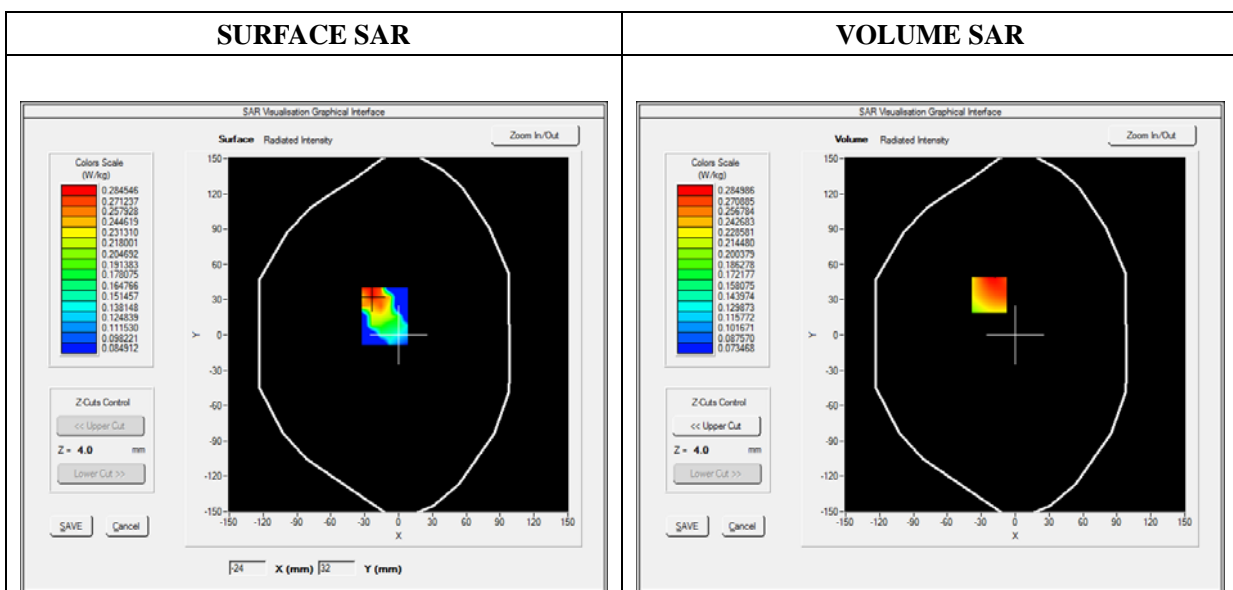 SURFACE SAR
VOLUME SAR
SAR Visualisation Graphical Interface
Surface Radiated Intensity
Zoom In/Out
Colors Scale
(W/kg)
0.284546
0.271237
0.257928
0.244619
0.231310
0.218001
0.204692
0.191383
0.178075
0.164766
0.151457
0.138148
0.124839
0.111530
0.098221
0.084912
Z-Cuts Control
<< Upper Cut
Z = 4.0 mm
Lower Cut >>
SAVE Cancel
150
120
90
60
30
0
-30
-60
-90
-120
-150
Y
-150 -120 -90 -60 -30 0 30 60 90 120 150
X
-24 X (mm) 32 Y (mm)
SAR Visualisation Graphical Interface
Volume Radiated Intensity
Zoom In/Out
Colors Scale
(W/kg)
0.284986
0.270885
0.256784
0.242683
0.228581
0.214480
0.200379
0.186278
0.172177
0.158075
0.143974
0.129873
0.115772
0.101671
0.087570
0.073468
Z-Cuts Control
<< Upper Cut
Z = 4.0 mm
Lower Cut >>
SAVE Cancel
150
120
90
60
30
0
-30
-60
-90
-120
-150
Y
-150 -120 -90 -60 -30 0 30 60 90 120 150
X